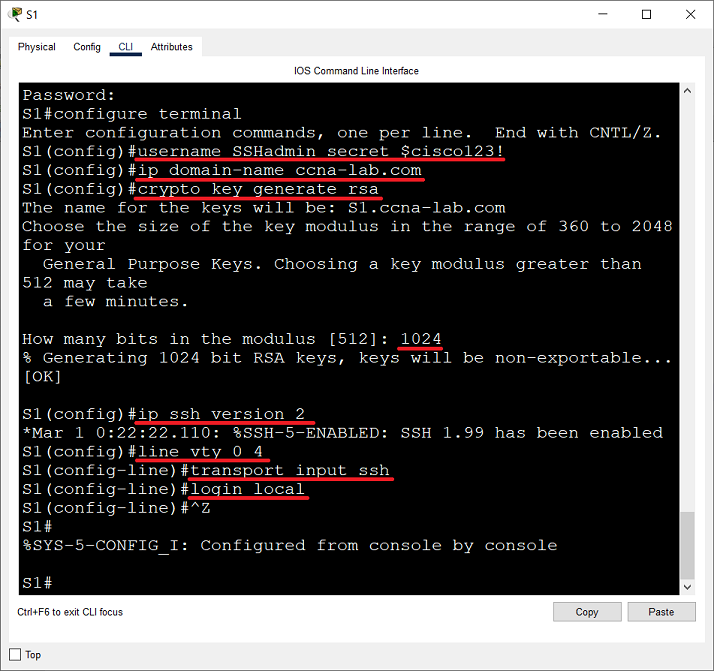 S1
Physical Config CLI Attributes
IOS Command Line Interface
Password:
S1#configure terminal
Enter configuration commands, one per line.  End with CNTL/Z.
S1(config)#username SSHadmin secret $cisco123!
S1(config)#ip domain-name ccna-lab.com
S1(config)#crypto key generate rsa
The name for the keys will be: S1.ccna-lab.com
Choose the size of the key modulus in the range of 360 to 2048
for your
  General Purpose Keys. Choosing a key modulus greater than
512 may take
  a few minutes.
How many bits in the modulus [512]: 1024
% Generating 1024 bit RSA keys, keys will be non-exportable...
[OK]
S1(config)#ip ssh version 2
*Mar 1 0:22:22.110: %SSH-5-ENABLED: SSH 1.99 has been enabled
S1(config)#line vty 0 4
S1(config-line)#transport input ssh
S1(config-line)#login local
S1(config-line)#^Z
S1#
%SYS-5-CONFIG_I: Configured from console by console
S1#
Ctrl+F6 to exit CLI focus
Copy Paste
Top